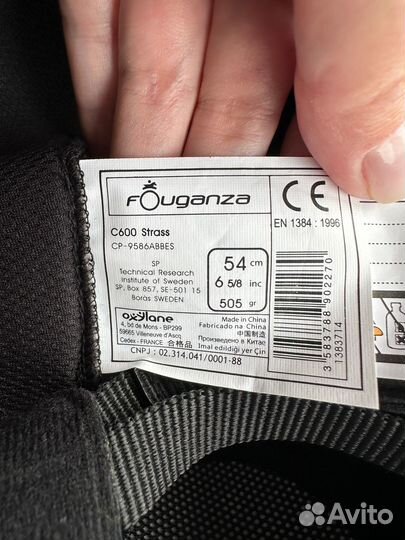 Fouganza
C600 Strass
CP-9586ABBES
SP
Technical Research
Institute of Sweden
SP, Box 857, SE-501 15
Borås SWEDEN
54 cm
6 5/8 inc
505 gr
CE
EN 1384 : 1996
oxylane
4, bd de Mons - BP299
59665 Villeneuve d'Ascq
Cedex - FRANCE 合格品
CNPJ : 02.314.041/0001-88
Made in China
Fabricado na China
中国制造
Произведено в Китае
Imal edildiği yer Çin
3 583788 902270
1383714
Avito